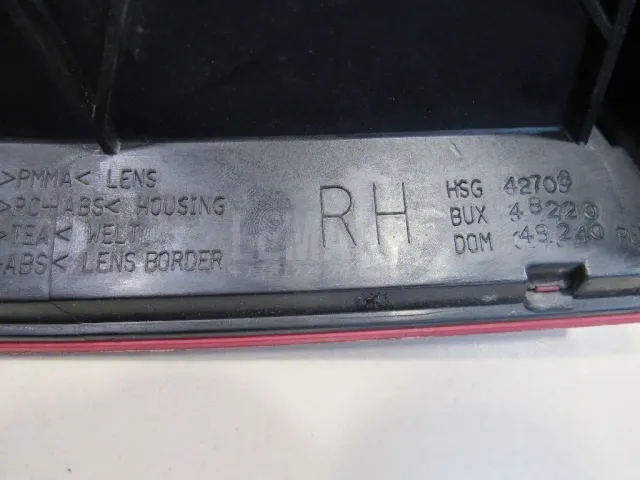 >PMMA< LENS
>PC-ABS< HOUSING
>TEA< WELT
>ABS< LENS BORDER
RH
HSG 42709
BUX 48220
DOM 48240